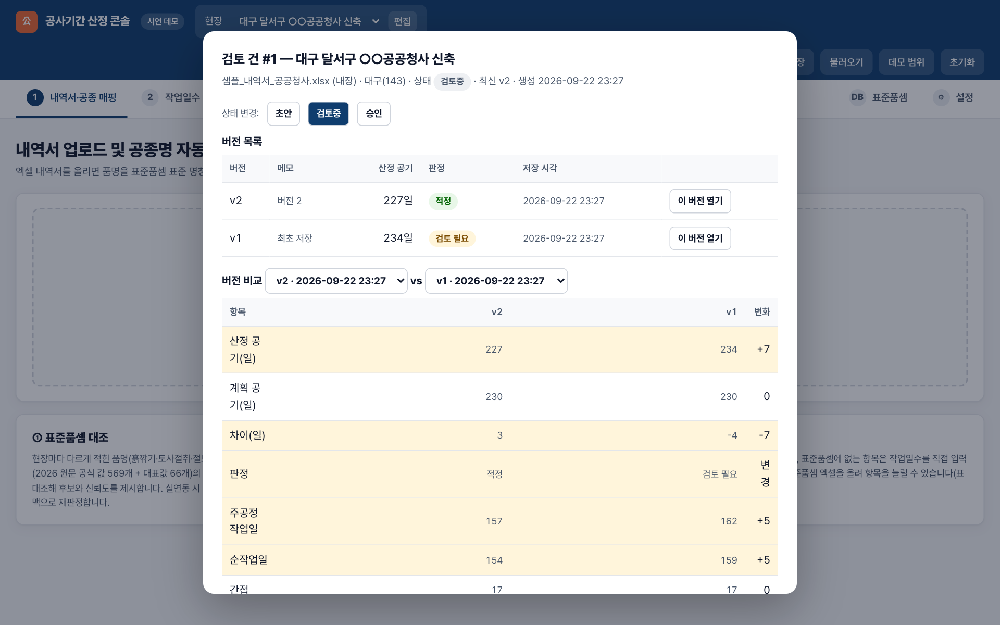 공사기간 산정 콘솔
시연 데모
현장
대구 달서구 〇〇공공청사 신축
편집
장
불러오기
데모 범위
초기화
1 내역서·공종 매핑
2 작업일수
DB 표준품셈
설정
내역서 업로드 및 공종명 자동
엑셀 내역서를 올리면 품명을 표준품셈 표준 명칭
① 표준품셈 대조
현장마다 다르게 적힌 품명(흙깎기·토사절취·절토
(2026 원문 공식 값 569개 + 대표값 66개)의
대조해 후보와 신뢰도를 제시합니다. 실연동 시
맥으로 재판정합니다.
, 표준품셈에 없는 항목은 작업일수를 직접 입력
준품셈 엑셀을 올려 항목을 늘릴 수 있습니다(표
검토 건 #1 — 대구 달서구 〇〇공공청사 신축
샘플_내역서_공공청사.xlsx (내장) · 대구(143) · 상태 검토중 · 최신 v2 · 생성 2026-09-22 23:27
상태 변경: 초안 검토중 승인
버전 목록
버전 메모 산정 공기 판정 저장 시각
v2 버전 2 227일 적정 2026-09-22 23:27 이 버전 열기
v1 최초 저장 234일 검토 필요 2026-09-22 23:27 이 버전 열기
버전 비교 v2 · 2026-09-22 23:27 vs v1 · 2026-09-22 23:27
항목 v2 v1 변화
산정 공
기(일) 227 234 +7
계획 공
기(일) 230 230 0
차이(일) 3 -4 -7
판정 적정 검토 필요 변
경
주공정
작업일 157 162 +5
순작업일 154 159 +5
간접 17 17 0